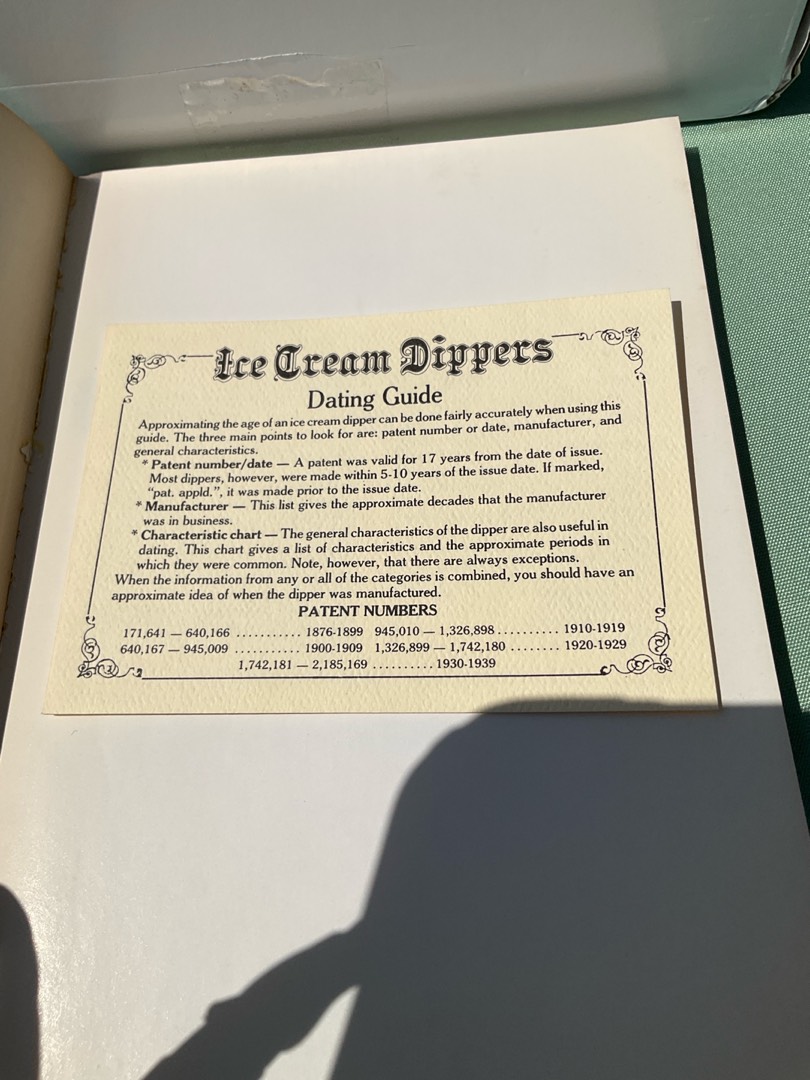 Ice Cream Dippers
Dating Guide
Approximating the age of an ice cream dipper can be done fairly accurately when using this
guide. The three main points to look for are: patent number or date, manufacturer, and
general characteristics.
* Patent number/date — A patent was valid for 17 years from the date of issue.
Most dippers, however, were made within 5-10 years of the issue date. If marked,
“pat. appld.”, it was made prior to the issue date.
* Manufacturer — This list gives the approximate decades that the manufacturer
was in business.
* Characteristic chart — The general characteristics of the dipper are also useful in
dating. This chart gives a list of characteristics and the approximate periods in
which they were common. Note, however, that there are always exceptions.
When the information from any or all of the categories is combined, you should have an
approximate idea of when the dipper was manufactured.
PATENT NUMBERS
171,641 — 640,166 ........... 1876-1899 945,010 — 1,326,898 .......... 1910-1919
640,167 — 945,009 ........... 1900-1909 1,326,899 — 1,742,180 ........ 1920-1929
1,742,181 — 2,185,169 .......... 1930-1939